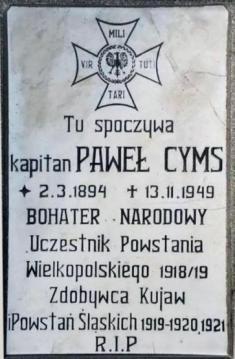 MILI
VIR TUTI
TARI
Tu spoczywa
kapitan PAWEŁ CYMS
✦ 2.3.1894 ✝ 13.11.1949
BOHATER NARODOWY
Uczestnik Powstania
Wielkopolskiego 1918/19
Zdobywca Kujaw
i Powstań Śląskich 1919-1920,1921
R.I.P